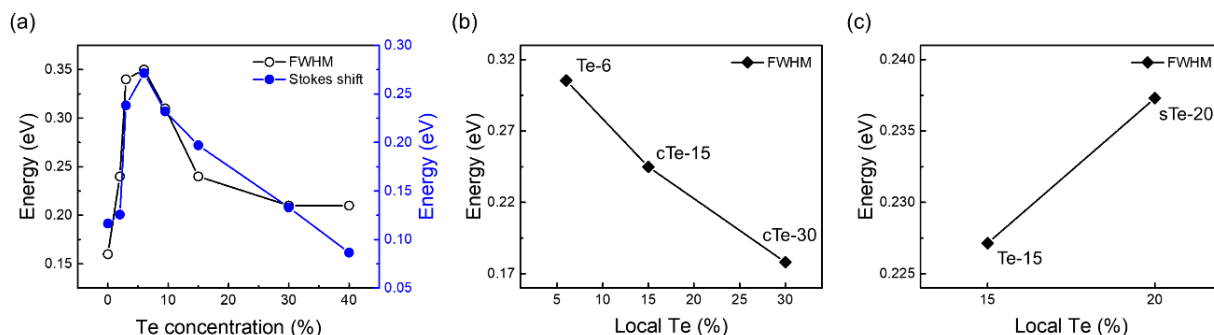 (a)
FWHM
Stokes shift
Energy (eV)
0.35
0.30
0.25
0.20
0.15
0.30
0.25
0.20
0.15
0.10
0.05
Energy (eV)
0 10 20 30 40
Te concentration (%)
(b)
FWHM
Te-6
cTe-15
cTe-30
Energy (eV)
0.32
0.27
0.22
0.17
5 10 15 20 25 30
Local Te (%)
(c)
FWHM
sTe-20
Te-15
Energy (eV)
0.240
0.235
0.230
0.225
15 20
Local Te (%)